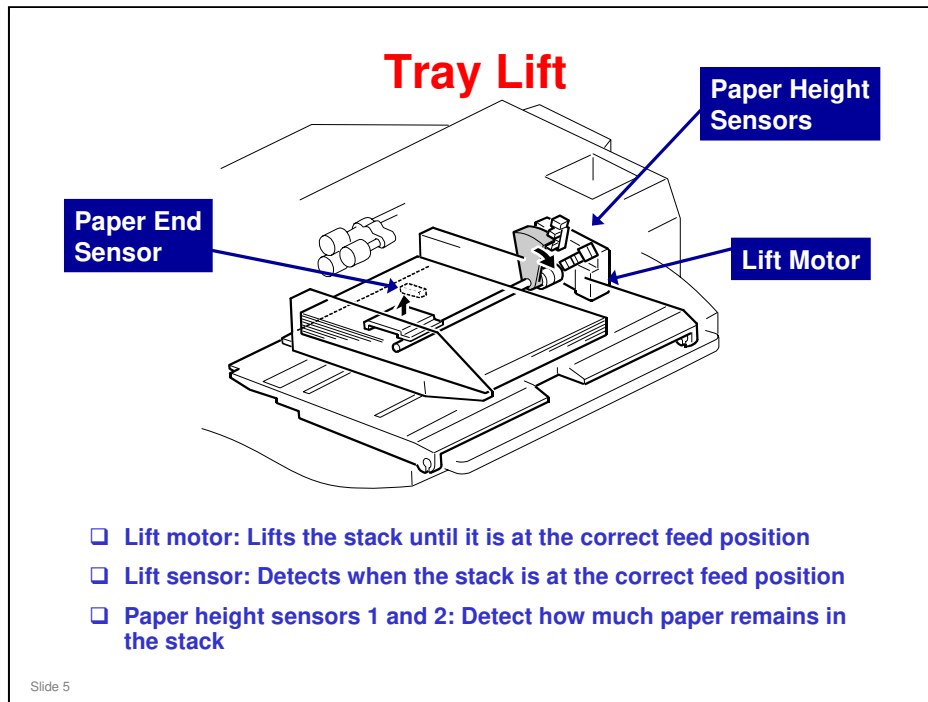 Tray Lift
Paper Height
Sensors
Paper End
Sensor
Lift Motor
❑ Lift motor: Lifts the stack until it is at the correct feed position
❑ Lift sensor: Detects when the stack is at the correct feed position
❑ Paper height sensors 1 and 2: Detect how much paper remains in
the stack
Slide 5